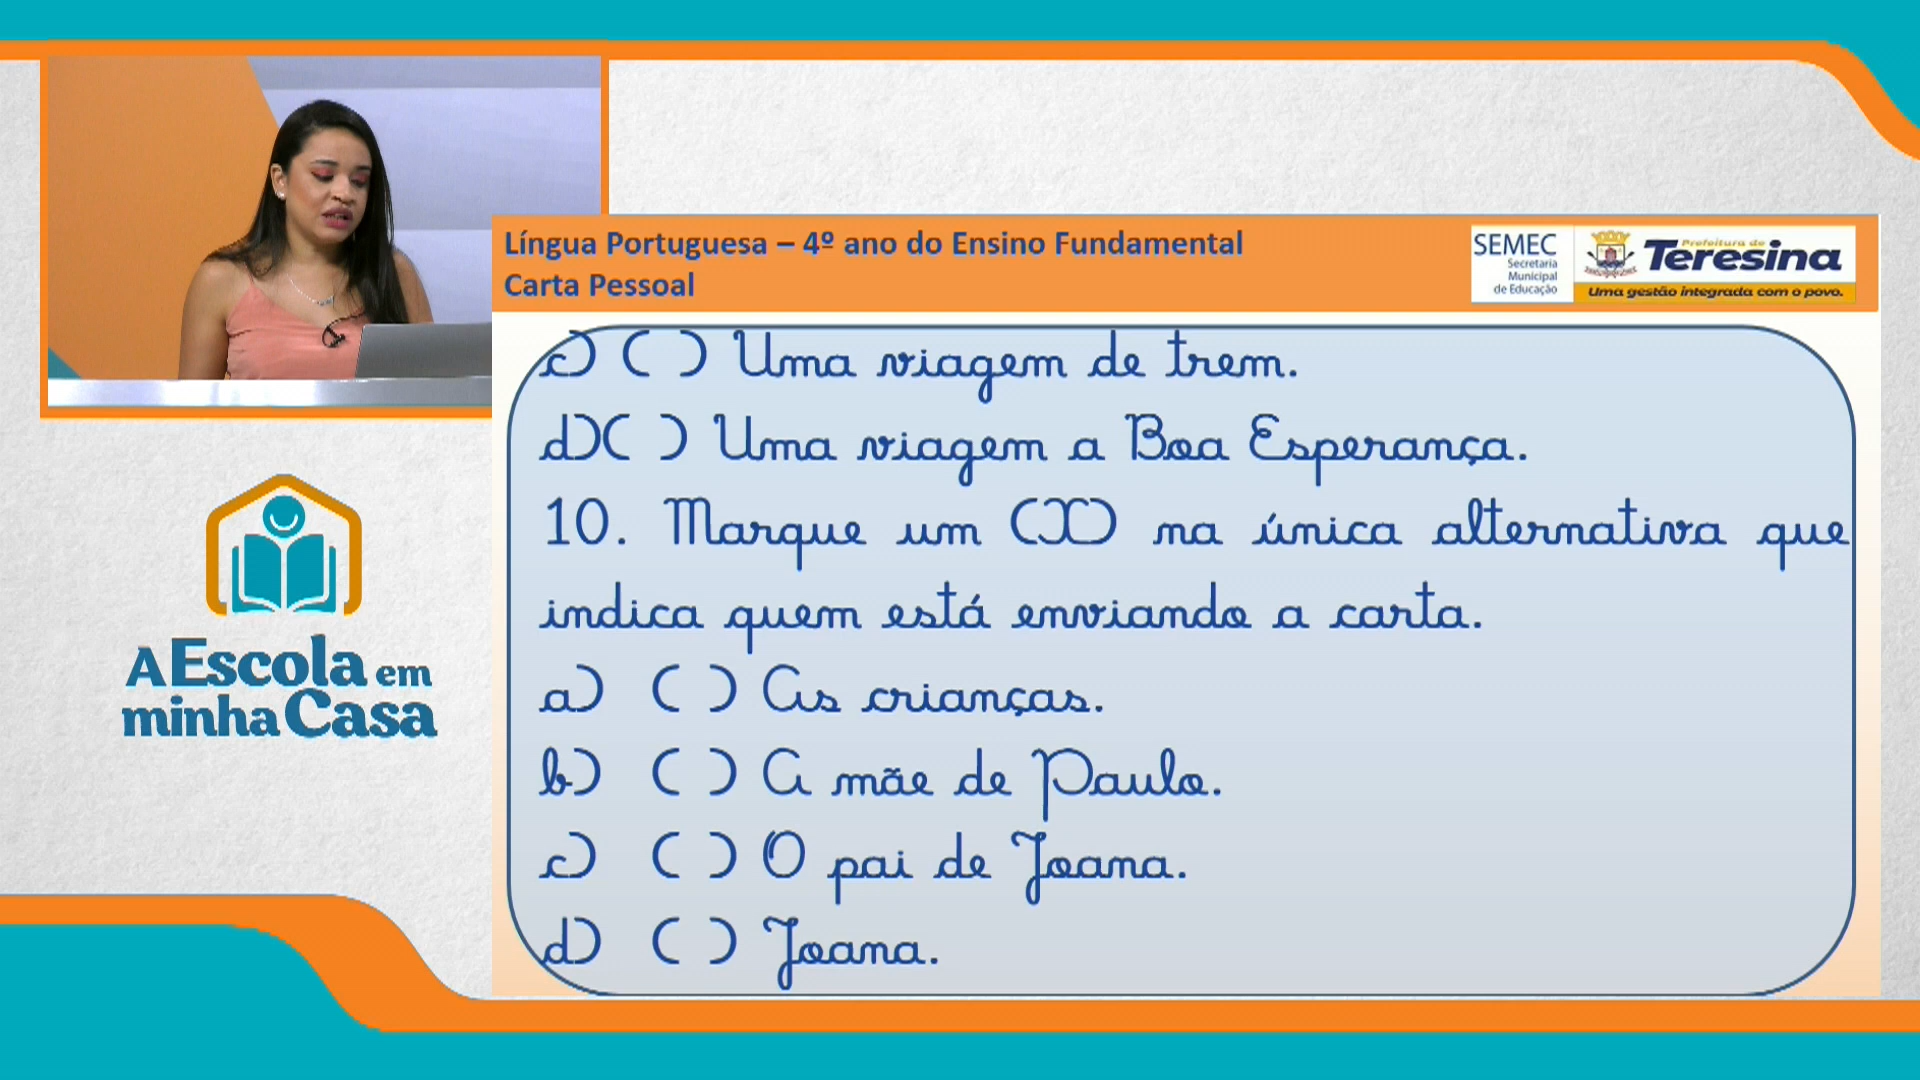 Língua Portuguesa – 4º ano do Ensino Fundamental
Carta Pessoal
SEMEC
Secretaria
Municipal
de Educação
Prefeitura de
Teresina
Uma gestão integrada com o povo.
c) ( ) Uma viagem de trem.
d)( ) Uma viagem a Boa Esperança.
10. Marque um (X) na única alternativa que
indica quem está enviando a carta.
a) ( ) As crianças.
b) ( ) A mãe de Paulo.
c) ( ) O pai de Joana.
d) ( ) Joana.
A Escola em
minha Casa